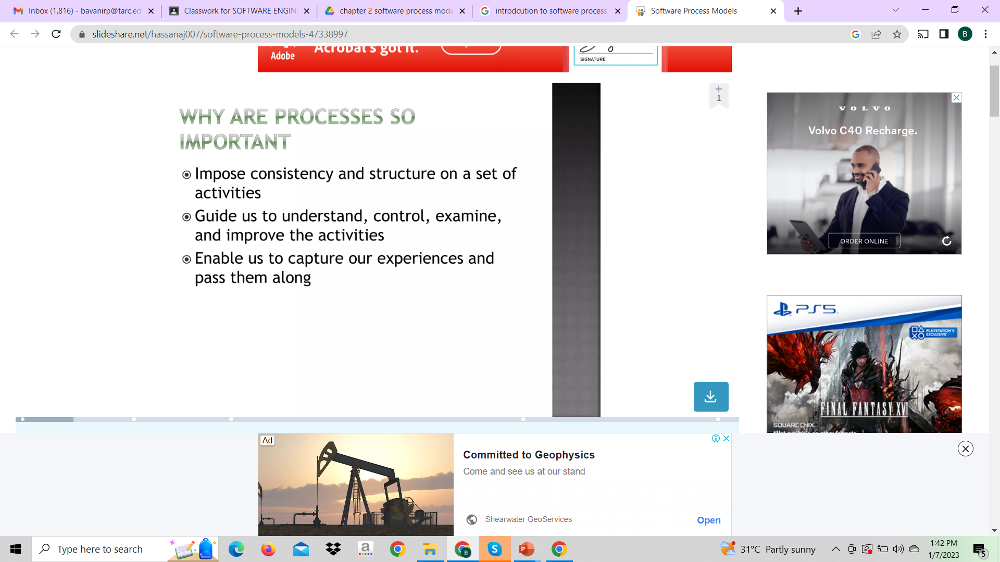 Inbox (1,816) - bavanirp@tarc.ed
Classwork for SOFTWARE ENGINE
chapter 2 software process mode
introdcution to software process
Software Process Models
slideshare.net/hassanaj007/software-process-models-47338997
B
Adobe
Acrobat's got it.
SIGNATURE
WHY ARE PROCESSES SO
IMPORTANT
Impose consistency and structure on a set of
activities
Guide us to understand, control, examine,
and improve the activities
Enable us to capture our experiences and
pass them along
1
VOLVO
Volvo C40 Recharge.
ORDER ONLINE
PS5
PLAYSTATION'S
EXCLUSIVE
FINAL FANTASY XVI
SQUARE ENIX
Ad
Committed to Geophysics
Come and see us at our stand
Shearwater GeoServices
Open
Type here to search
31°C Partly sunny
1:42 PM
1/7/2023
5